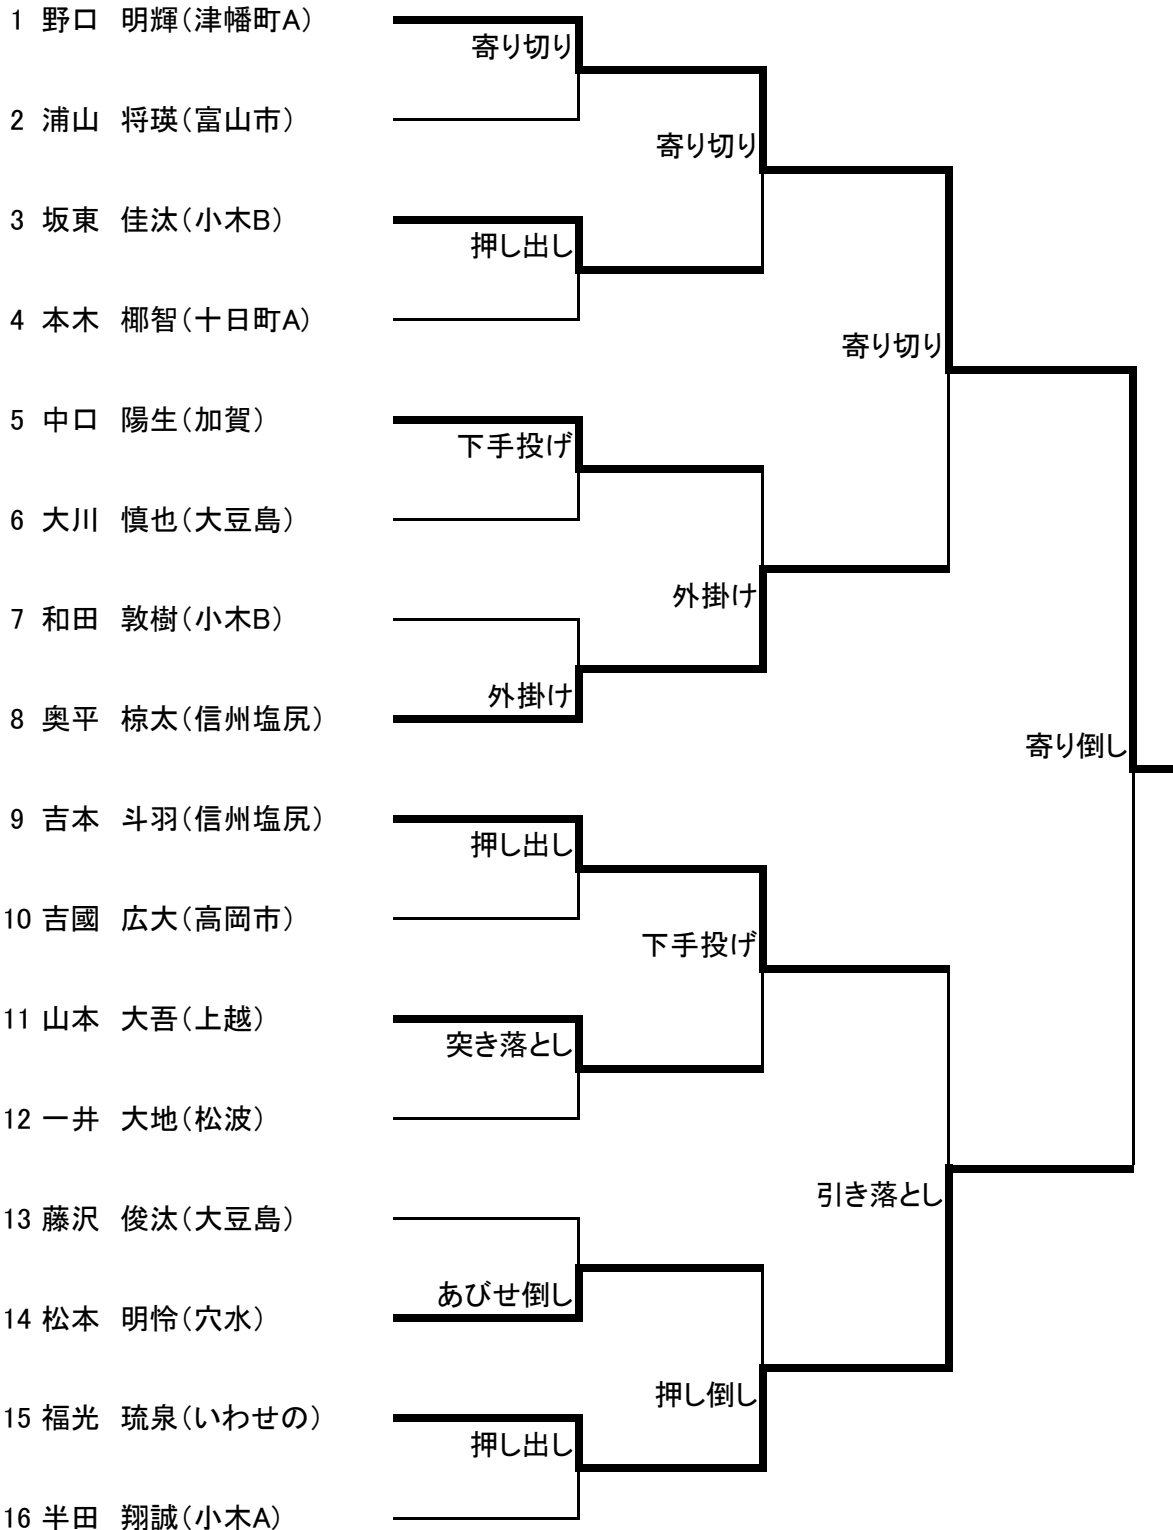 1 野口　明輝(津幡町A)
寄り切り
2 浦山　将瑛(富山市)
寄り切り
3 坂東　佳汰(小木B)
押し出し
4 本木　椰智(十日町A)
寄り切り
5 中口　陽生(加賀)
下手投げ
6 大川　慎也(大豆島)
外掛け
7 和田　敦樹(小木B)
外掛け
8 奥平　椋太(信州塩尻)
寄り倒し
9 吉本　斗羽(信州塩尻)
押し出し
10 吉國　広大(高岡市)
下手投げ
11 山本　大吾(上越)
突き落とし
12 一井　大地(松波)
引き落とし
13 藤沢　俊汰(大豆島)
あびせ倒し
14 松本　明怜(穴水)
押し倒し
15 福光　琉泉(いわせの)
押し出し
16 半田　翔誠(小木A)